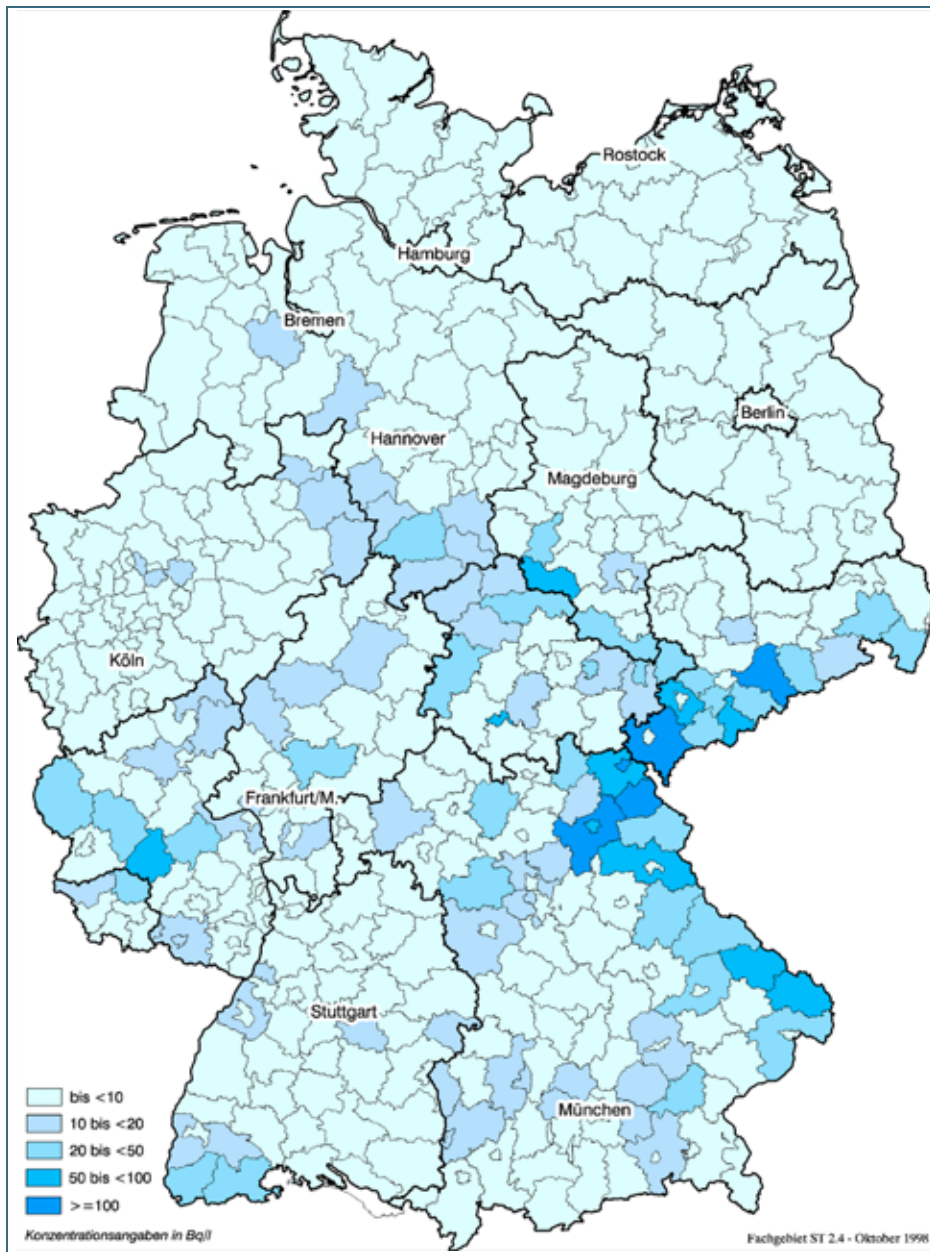 Rostock
Hamburg
Bremen
Berlin
Hannover
Magdeburg
Köln
Frankfurt/M.
Stuttgart
München
bis <10
10 bis <20
20 bis <50
50 bis <100
>=100
Konzentrationsangaben in Bq/l
Fachgebiet ST 2.4 - Oktober 1998